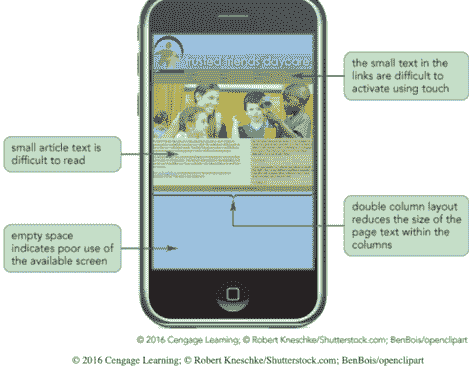 trusted friends daycare
the small text in the
links are difficult to
activate using touch
small article text is
difficult to read
double column layout
reduces the size of the
page text within the
columns
empty space
indicates poor use of
the available screen
© 2016 Cengage Learning; © Robert Kneschke/Shutterstock.com; BenBois/openclipart
© 2016 Cengage Learning; © Robert Kneschke/Shutterstock.com; BenBois/openclipart